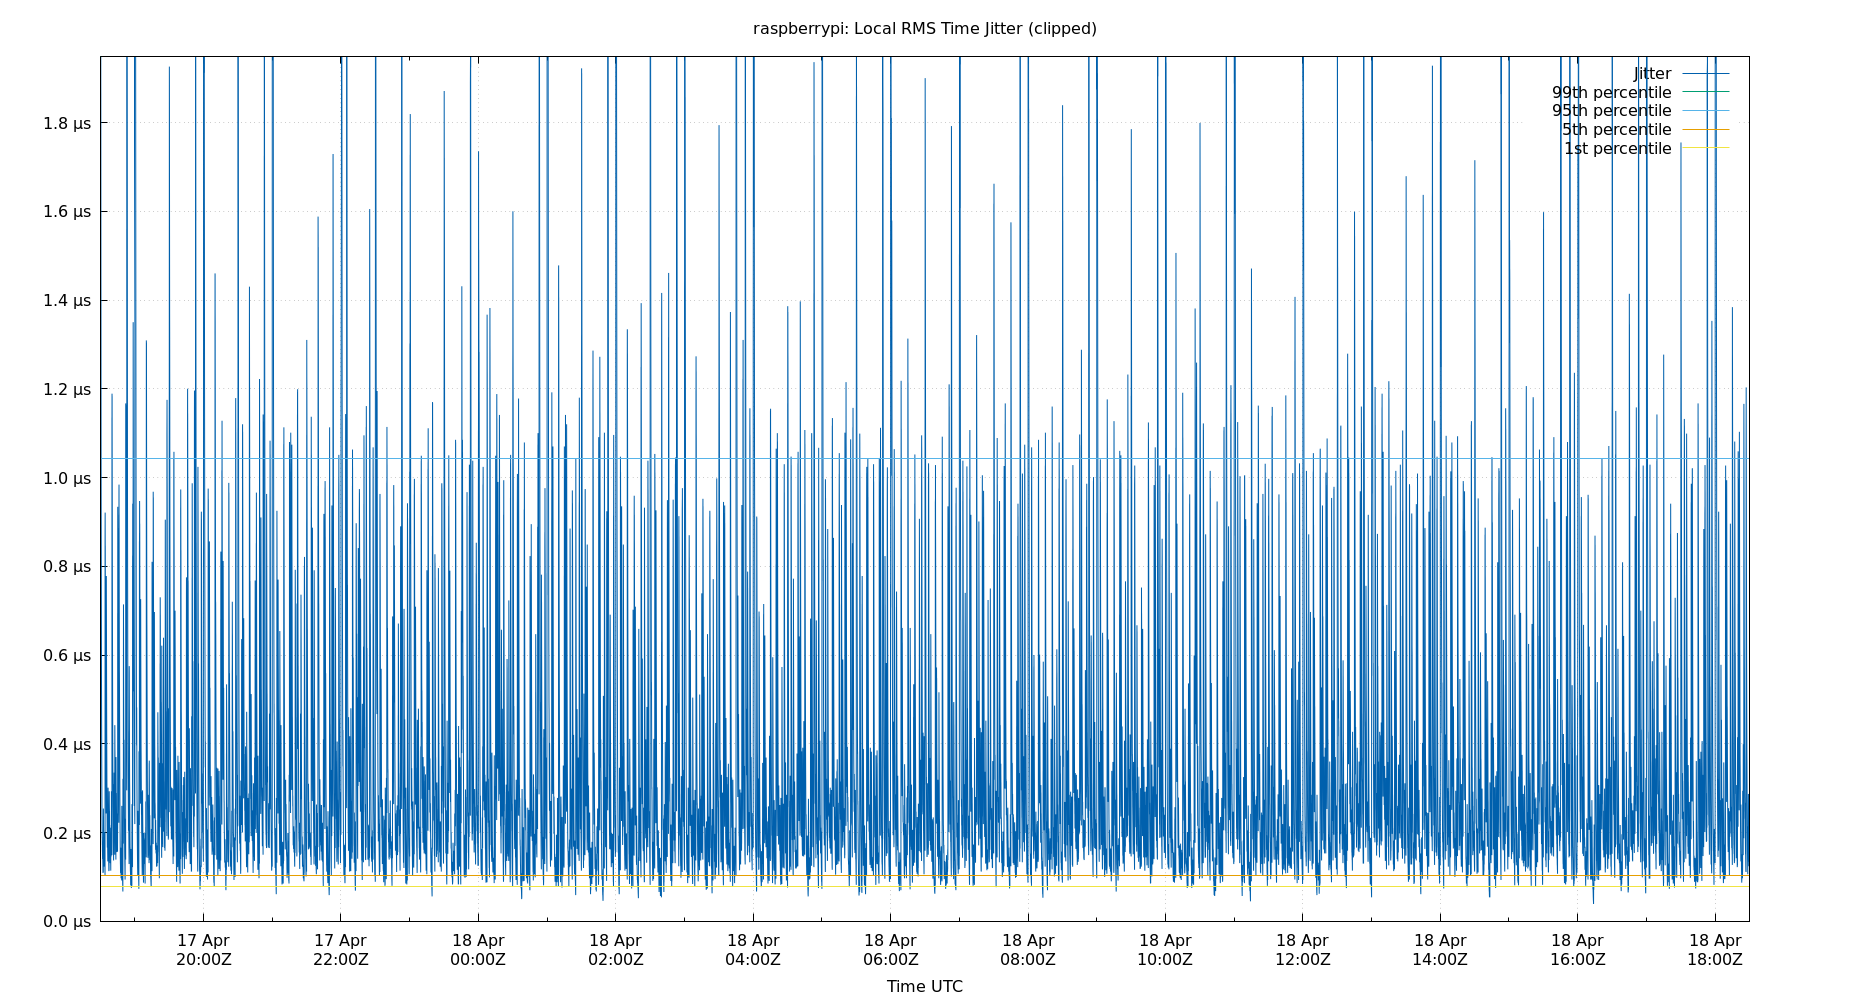 raspberrypi: Local RMS Time Jitter (clipped)
Jitter
99th percentile
95th percentile
5th percentile
1st percentile
1.8 µs
1.6 µs
1.4 µs
1.2 µs
1.0 µs
0.8 µs
0.6 µs
0.4 µs
0.2 µs
0.0 µs
17 Apr 17 Apr 18 Apr 18 Apr 18 Apr 18 Apr 18 Apr 18 Apr 18 Apr 18 Apr 18 Apr 18 Apr
20:00Z 22:00Z 00:00Z 02:00Z 04:00Z 06:00Z 08:00Z 10:00Z 12:00Z 14:00Z 16:00Z 18:00Z
Time UTC